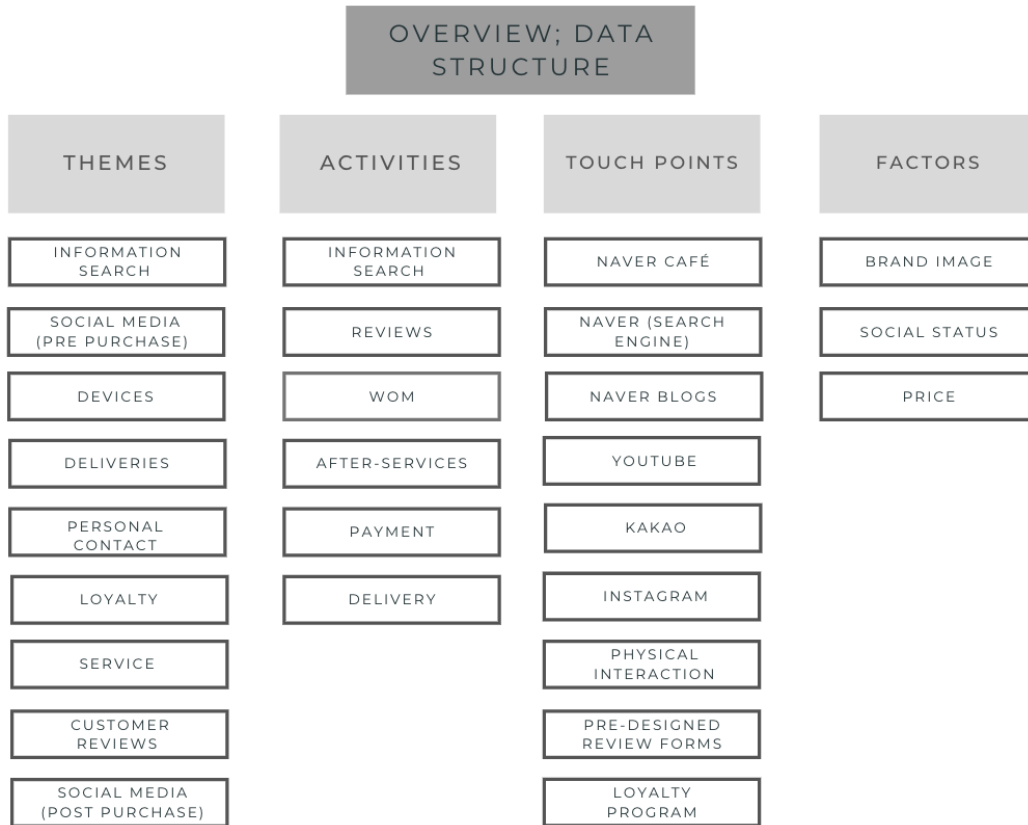 OVERVIEW; DATA
STRUCTURE
THEMES
ACTIVITIES
TOUCH POINTS
FACTORS
INFORMATION
SEARCH
SOCIAL MEDIA
(PRE PURCHASE)
DEVICES
DELIVERIES
PERSONAL
CONTACT
LOYALTY
SERVICE
CUSTOMER
REVIEWS
SOCIAL MEDIA
(POST PURCHASE)
INFORMATION
SEARCH
REVIEWS
WOM
AFTER-SERVICES
PAYMENT
DELIVERY
NAVER CAFÉ
NAVER (SEARCH
ENGINE)
NAVER BLOGS
YOUTUBE
KAKAO
INSTAGRAM
PHYSICAL
INTERACTION
PRE-DESIGNED
REVIEW FORMS
LOYALTY
PROGRAM
BRAND IMAGE
SOCIAL STATUS
PRICE